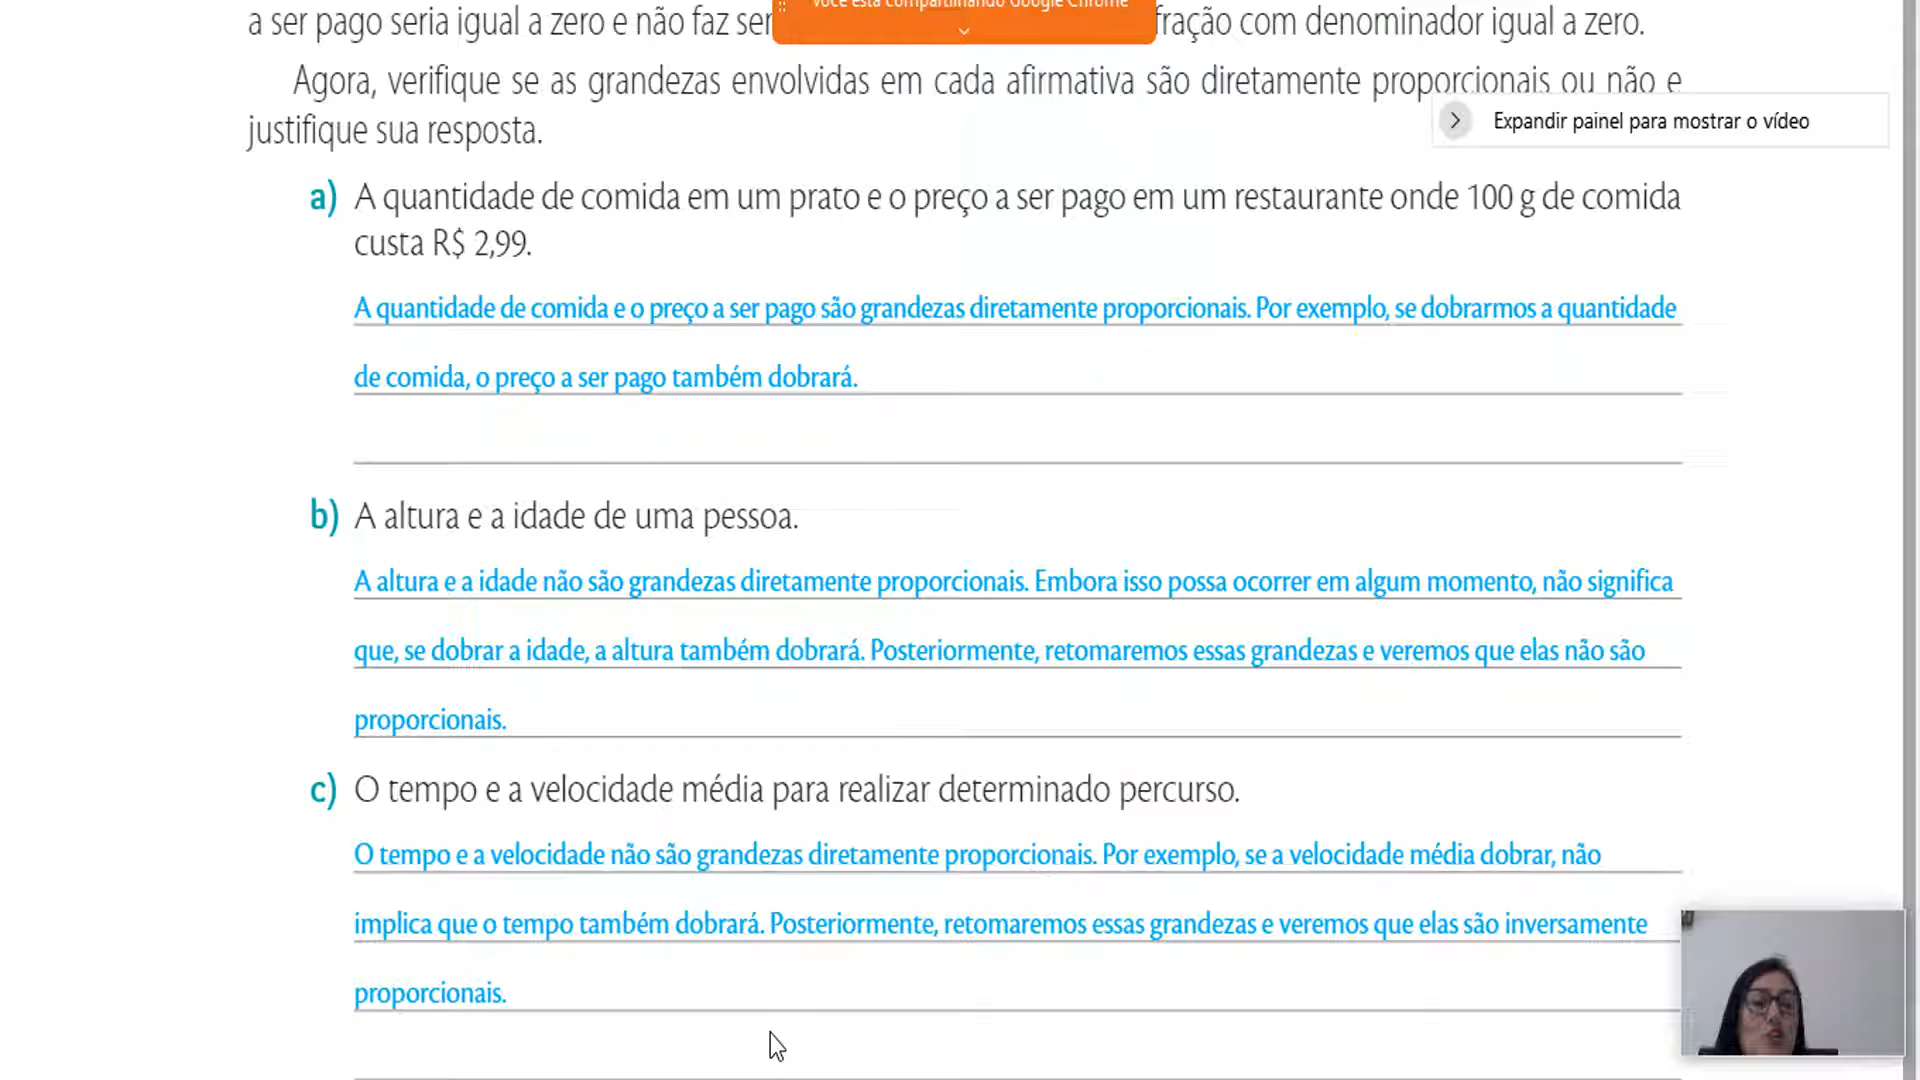 Você está compartilhando Google Chrome
a ser pago seria igual a zero e não faz ser fração com denominador igual a zero.
Agora, verifique se as grandezas envolvidas em cada afirmativa são diretamente proporcionais ou não e
Expandir painel para mostrar o vídeo
justifique sua resposta.
a) A quantidade de comida em um prato e o preço a ser pago em um restaurante onde 100 g de comida
custa R$ 2,99.
A quantidade de comida e o preço a ser pago são grandezas diretamente proporcionais. Por exemplo, se dobrarmos a quantidade
de comida, o preço a ser pago também dobrará.
b) A altura e a idade de uma pessoa.
A altura e a idade não são grandezas diretamente proporcionais. Embora isso possa ocorrer em algum momento, não significa
que, se dobrar a idade, a altura também dobrará. Posteriormente, retomaremos essas grandezas e veremos que elas não são
proporcionais.
c) O tempo e a velocidade média para realizar determinado percurso.
O tempo e a velocidade não são grandezas diretamente proporcionais. Por exemplo, se a velocidade média dobrar, não
implica que o tempo também dobrará. Posteriormente, retomaremos essas grandezas e veremos que elas são inversamente
proporcionais.